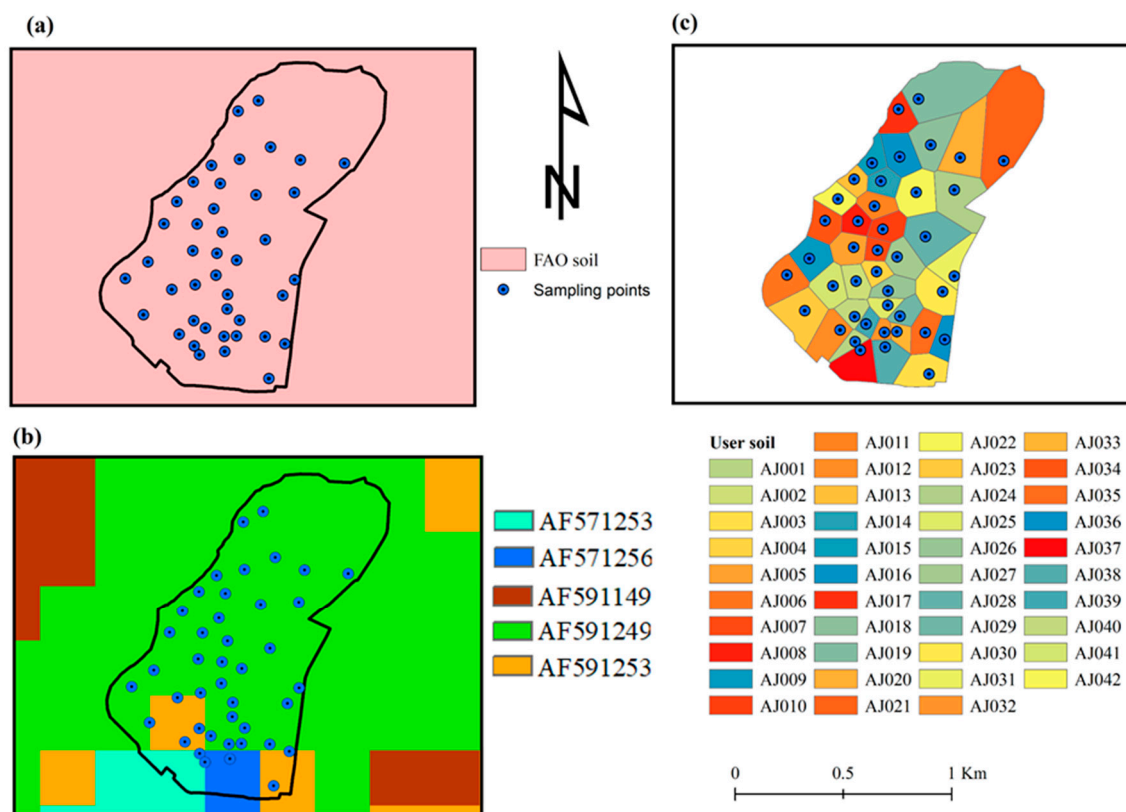 (a)
N
FAO soil
Sampling points
(b)
AF571253
AF571256
AF591149
AF591249
AF591253
(c)
User soil
AJ001
AJ002
AJ003
AJ004
AJ005
AJ006
AJ007
AJ008
AJ009
AJ010
AJ011
AJ012
AJ013
AJ014
AJ015
AJ016
AJ017
AJ018
AJ019
AJ020
AJ021
AJ022
AJ023
AJ024
AJ025
AJ026
AJ027
AJ028
AJ029
AJ030
AJ031
AJ032
AJ033
AJ034
AJ035
AJ036
AJ037
AJ038
AJ039
AJ040
AJ041
AJ042
0 0.5 1 Km